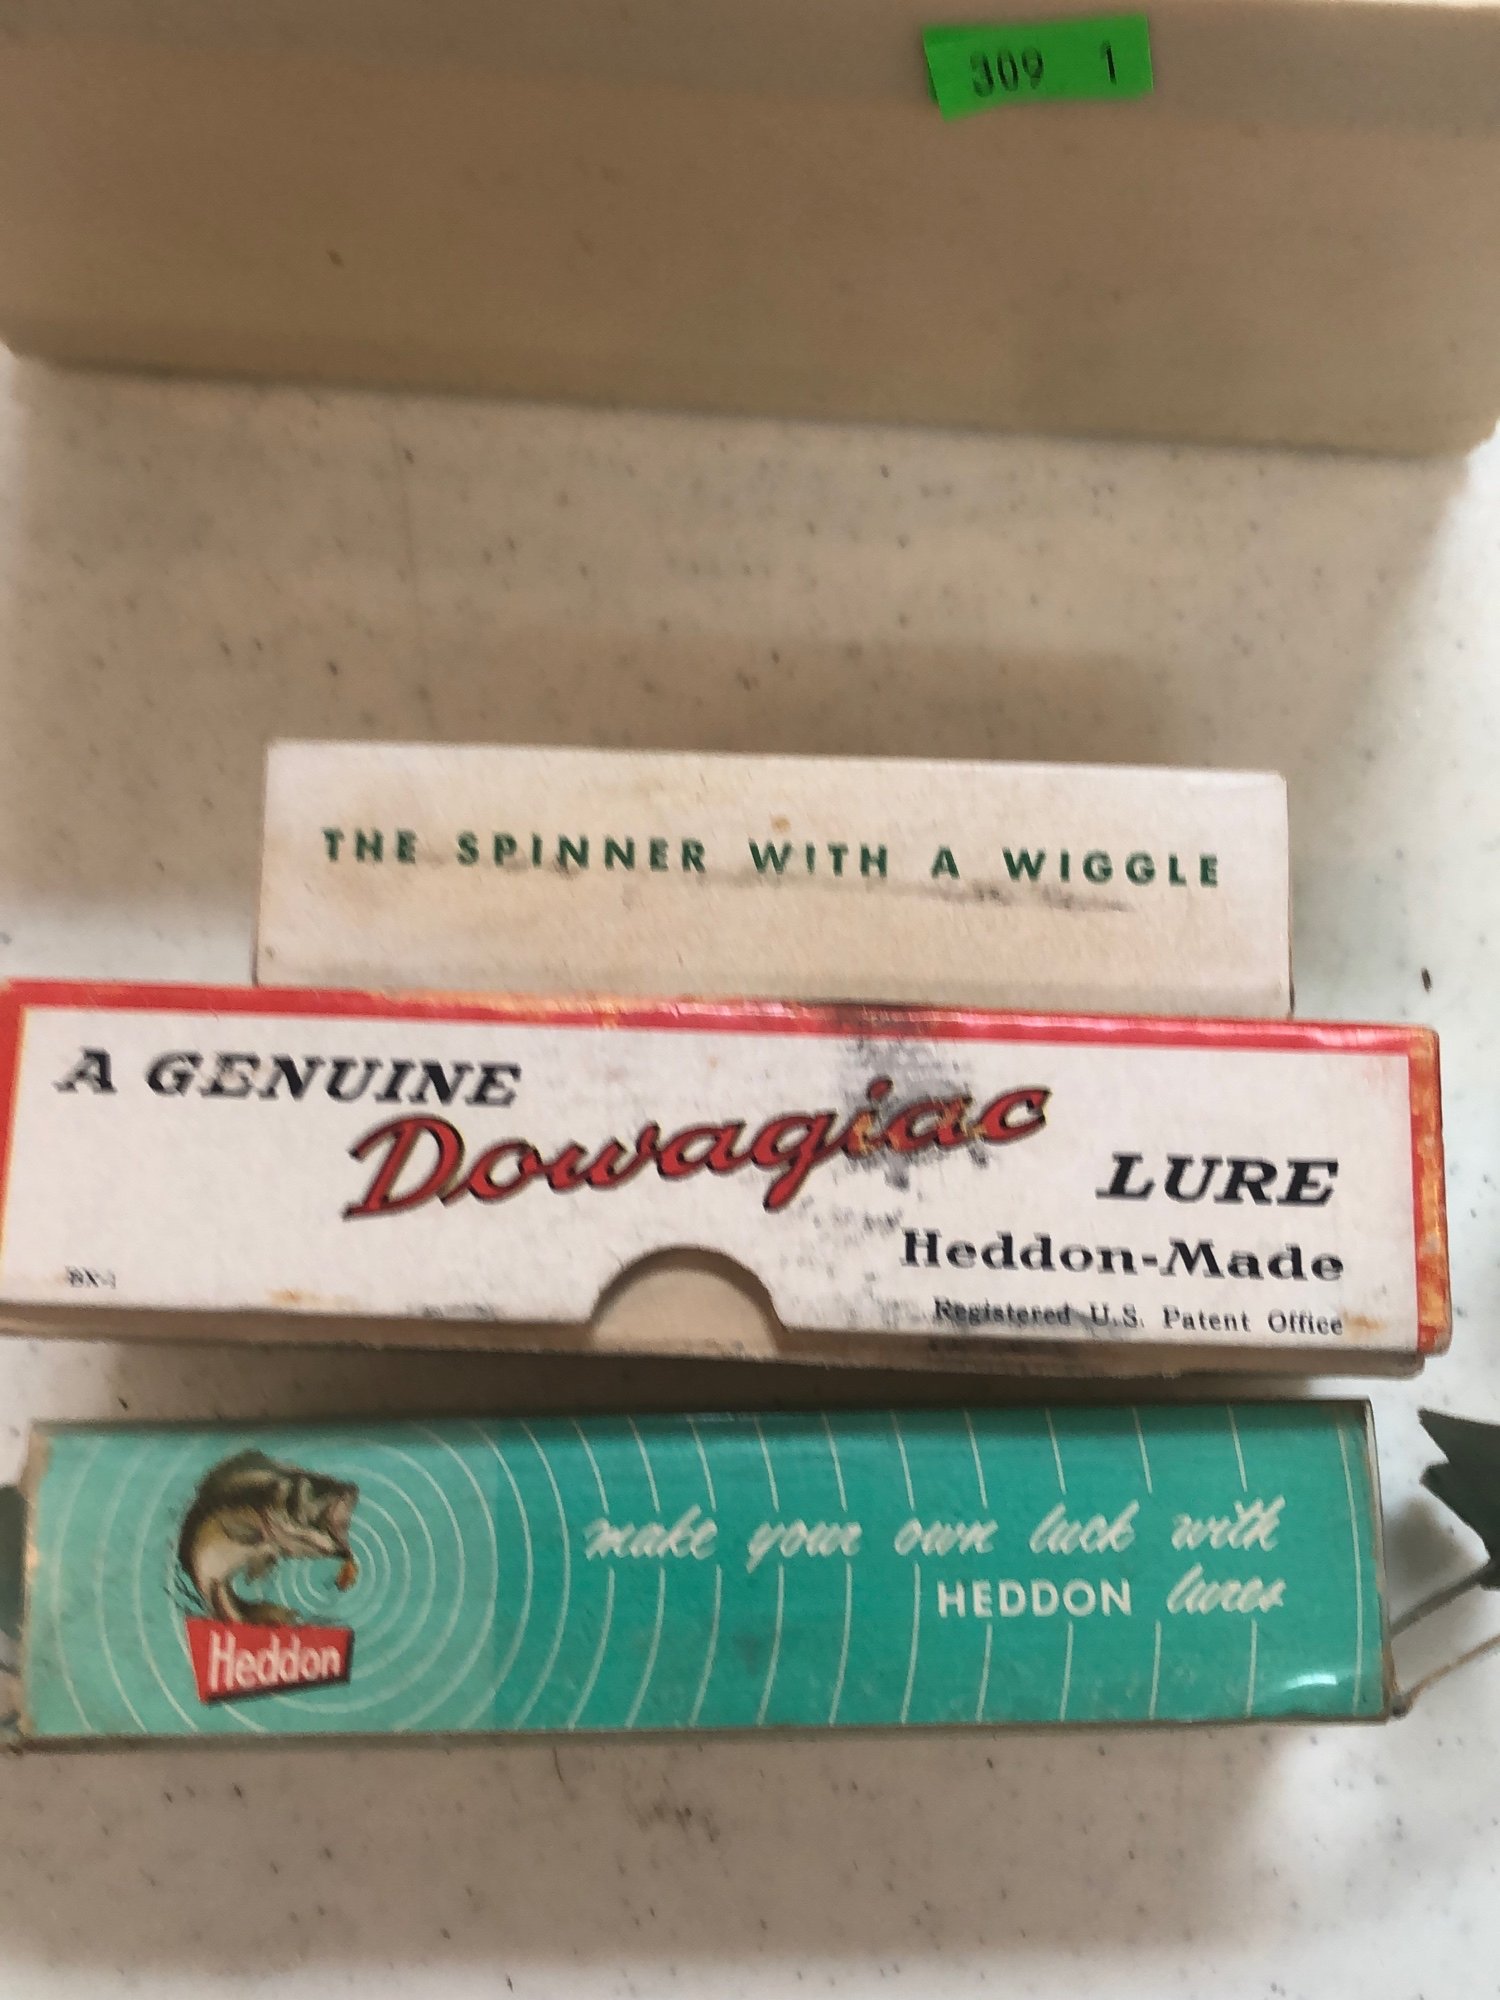 309 1
THE SPINNER WITH A WIGGLE
A GENUINE
Dowagiac
LURE
Heddon-Made
Registered U.S. Patent Office
make your own luck with
HEDDON lures
Heddon